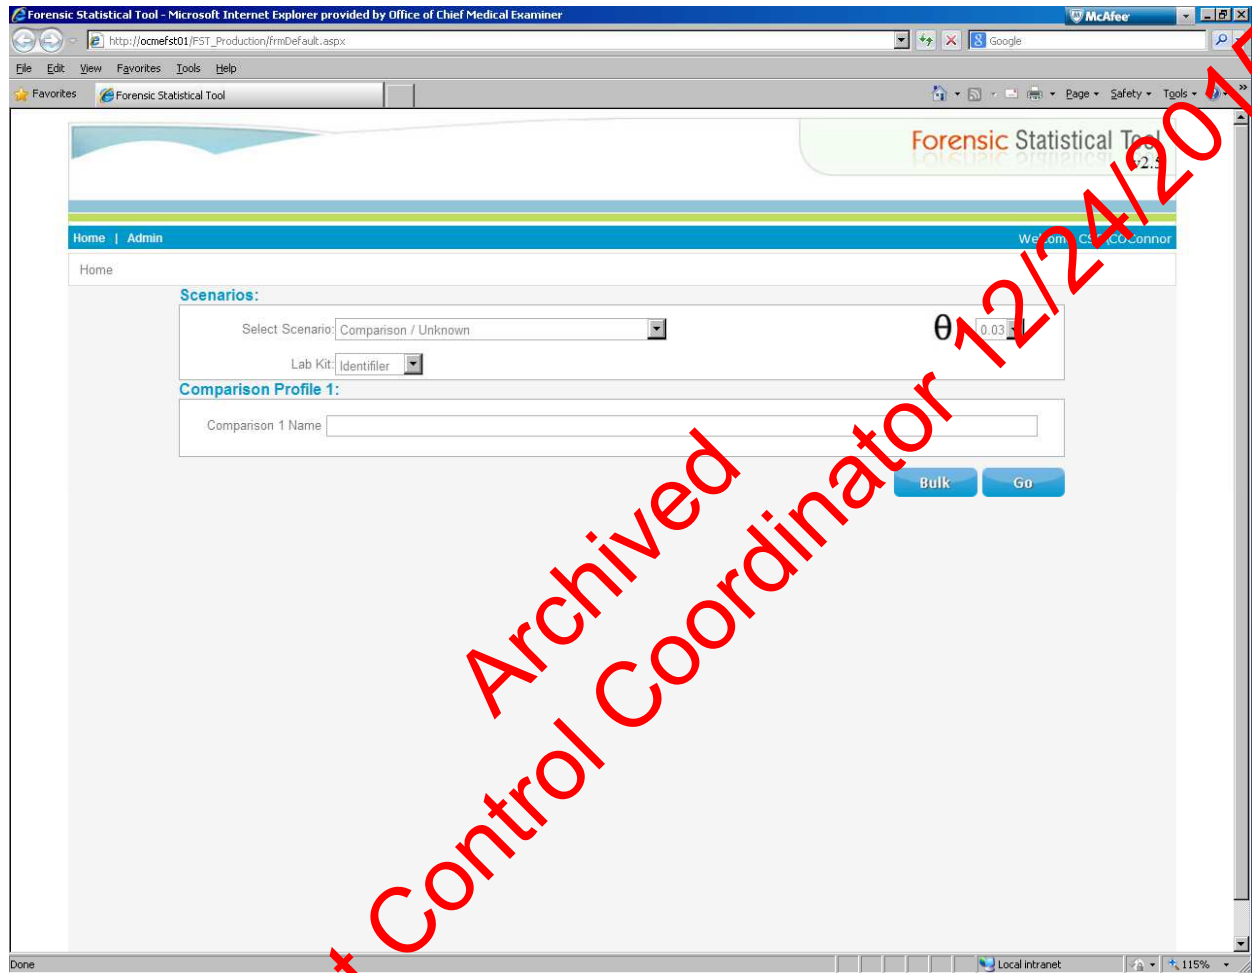 Forensic Statistical Tool - Microsoft Internet Explorer provided by Office of Chief Medical Examiner
McAfee
http://ocmefst01/FST_Production/frmDefault.aspx
Google
File Edit View Favorites Tools Help
Favorites Forensic Statistical Tool
Page Safety Tools
Forensic Statistical Tool
v2.5
Home | Admin
Home
Scenarios:
Select Scenario: Comparison / Unknown
θ 0.03
Lab Kit: Identifiler
Comparison Profile 1:
Comparison 1 Name
Bulk Go
Archived
Control Coordinator 12/24/2015
Done Local intranet 115%